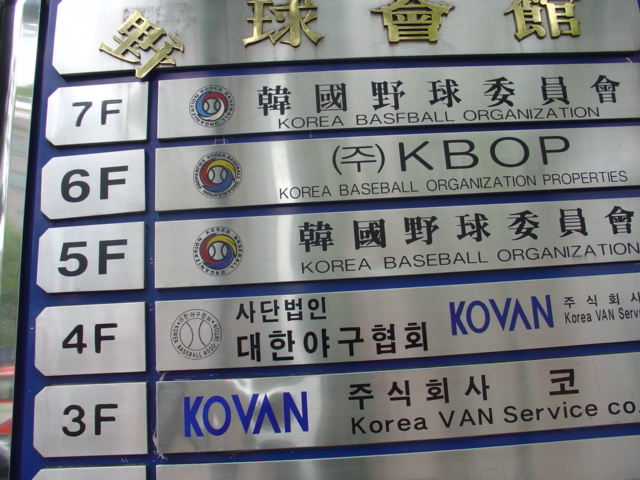 野球會館
7F 韓國野球委員會
KOREA BASFBALL ORGANIZATION
6F (주)KBOP
KOREA BASEBALL ORGANIZATION PROPERTIES
5F 韓國野球委員會
KOREA BASEBALL ORGANIZATION
4F 사단법인
대한야구협회
KOVAN 주식회사
Korea VAN Serv
3F KOVAN 주식회사 코
Korea VAN Service co.